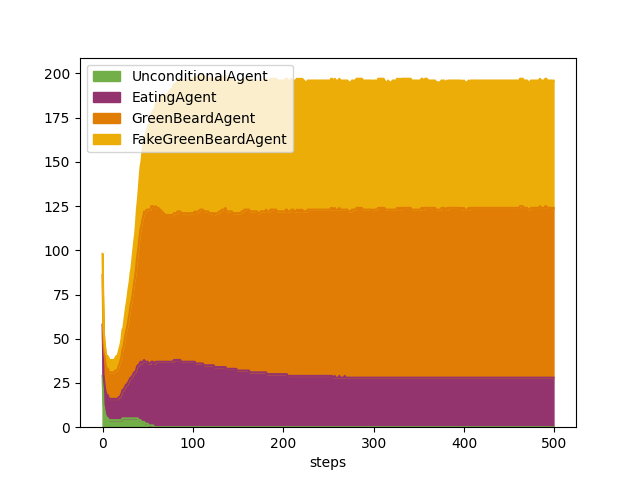 UnconditionalAgent
EatingAgent
GreenBeardAgent
FakeGreenBeardAgent
200
175
150
125
100
75
50
25
0
0 100 200 300 400 500
steps